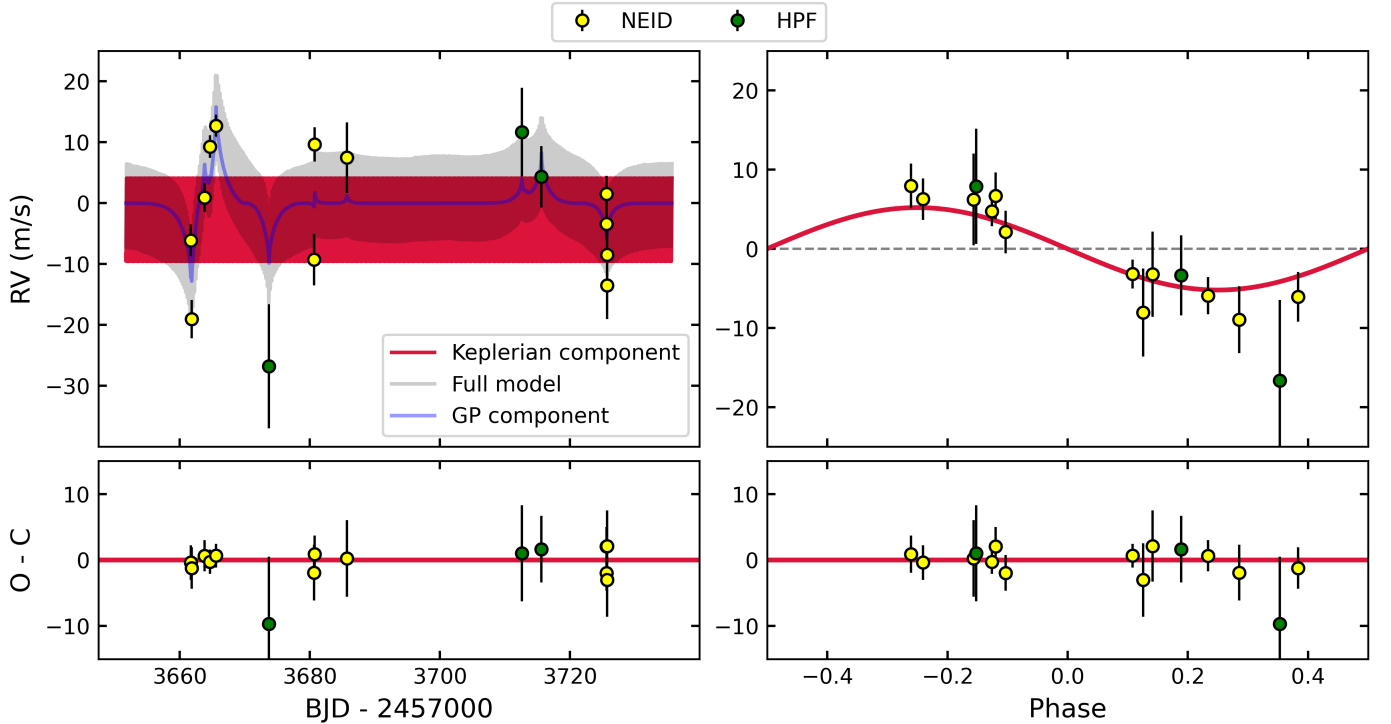 NEID HPF
20
10
0
−10
−20
−30
RV (m/s)
Keplerian component
Full model
GP component
20
10
0
−10
−20
10
0
−10
O - C
3660 3680 3700 3720
BJD - 2457000
10
0
−10
−0.4 −0.2 0.0 0.2 0.4
Phase